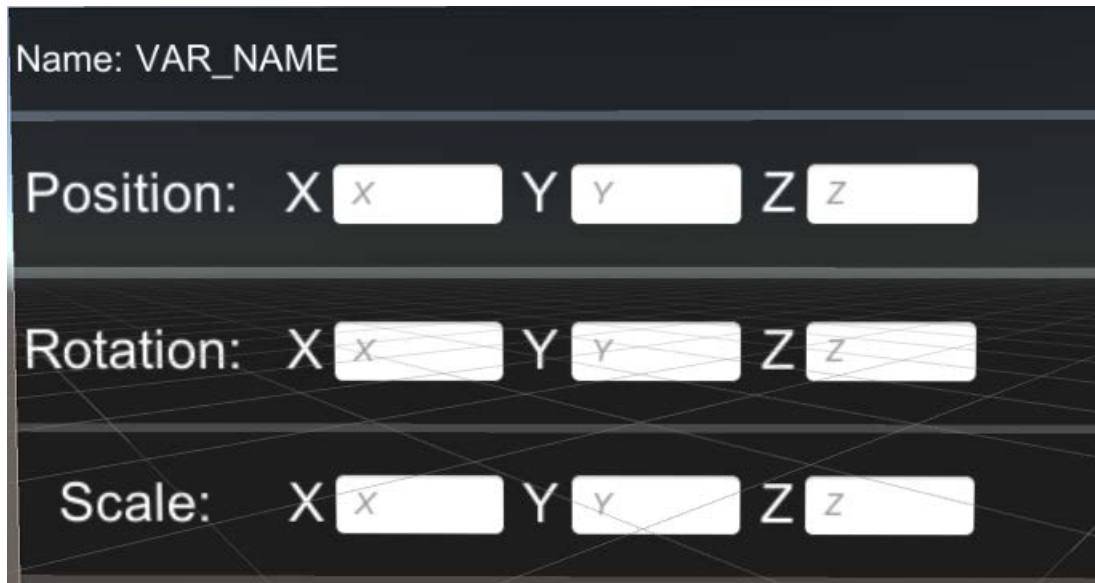 Name: VAR_NAME
Position: X X Y Y Z Z
Rotation: X X Y Y Z Z
Scale: X X Y Y Z Z